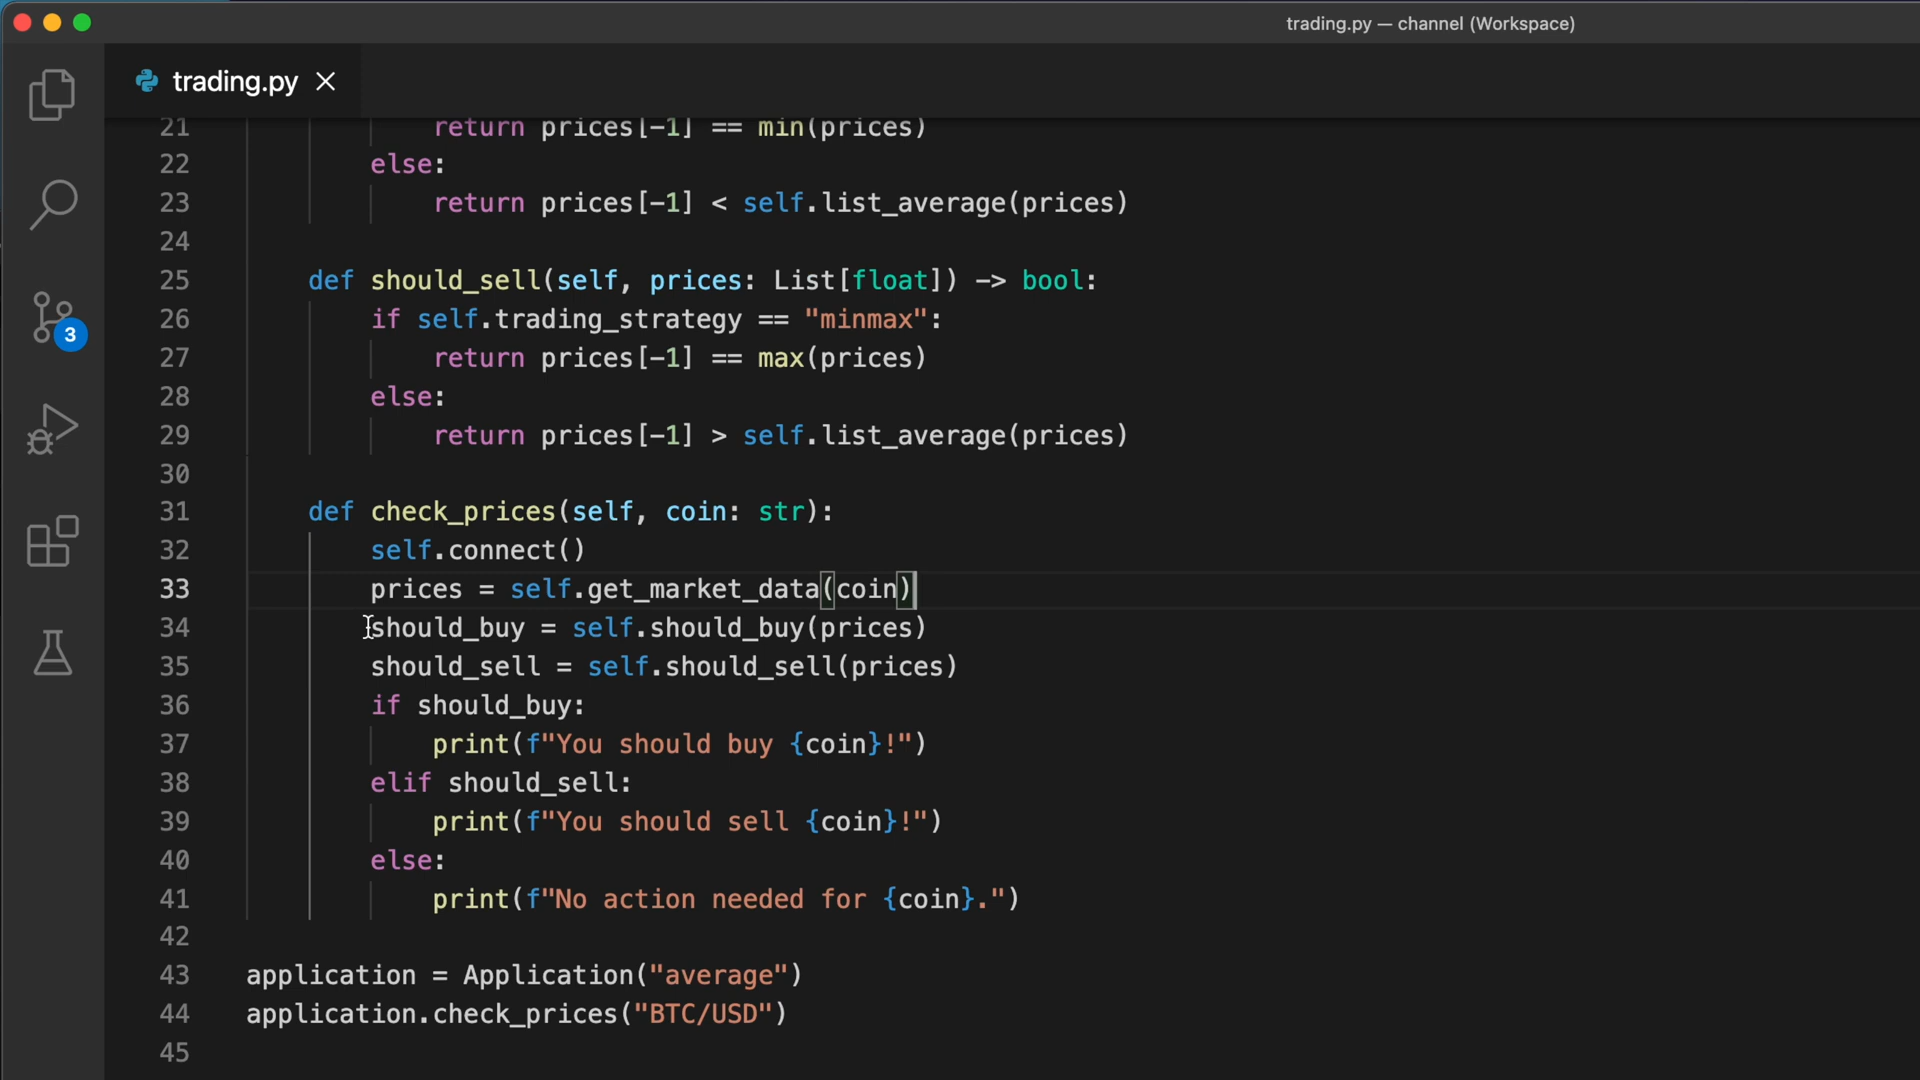 trading.py — channel (Workspace)
trading.py
21 return prices[-1] == min(prices)
22 else:
23 return prices[-1] < self.list_average(prices)
24
25 def should_sell(self, prices: List[float]) -> bool:
26 if self.trading_strategy == "minmax":
27 return prices[-1] == max(prices)
28 else:
29 return prices[-1] > self.list_average(prices)
30
31 def check_prices(self, coin: str):
32 self.connect()
33 prices = self.get_market_data(coin)
34 should_buy = self.should_buy(prices)
35 should_sell = self.should_sell(prices)
36 if should_buy:
37 print(f"You should buy {coin}!")
38 elif should_sell:
39 print(f"You should sell {coin}!")
40 else:
41 print(f"No action needed for {coin}.")
42
43 application = Application("average")
44 application.check_prices("BTC/USD")
45
3